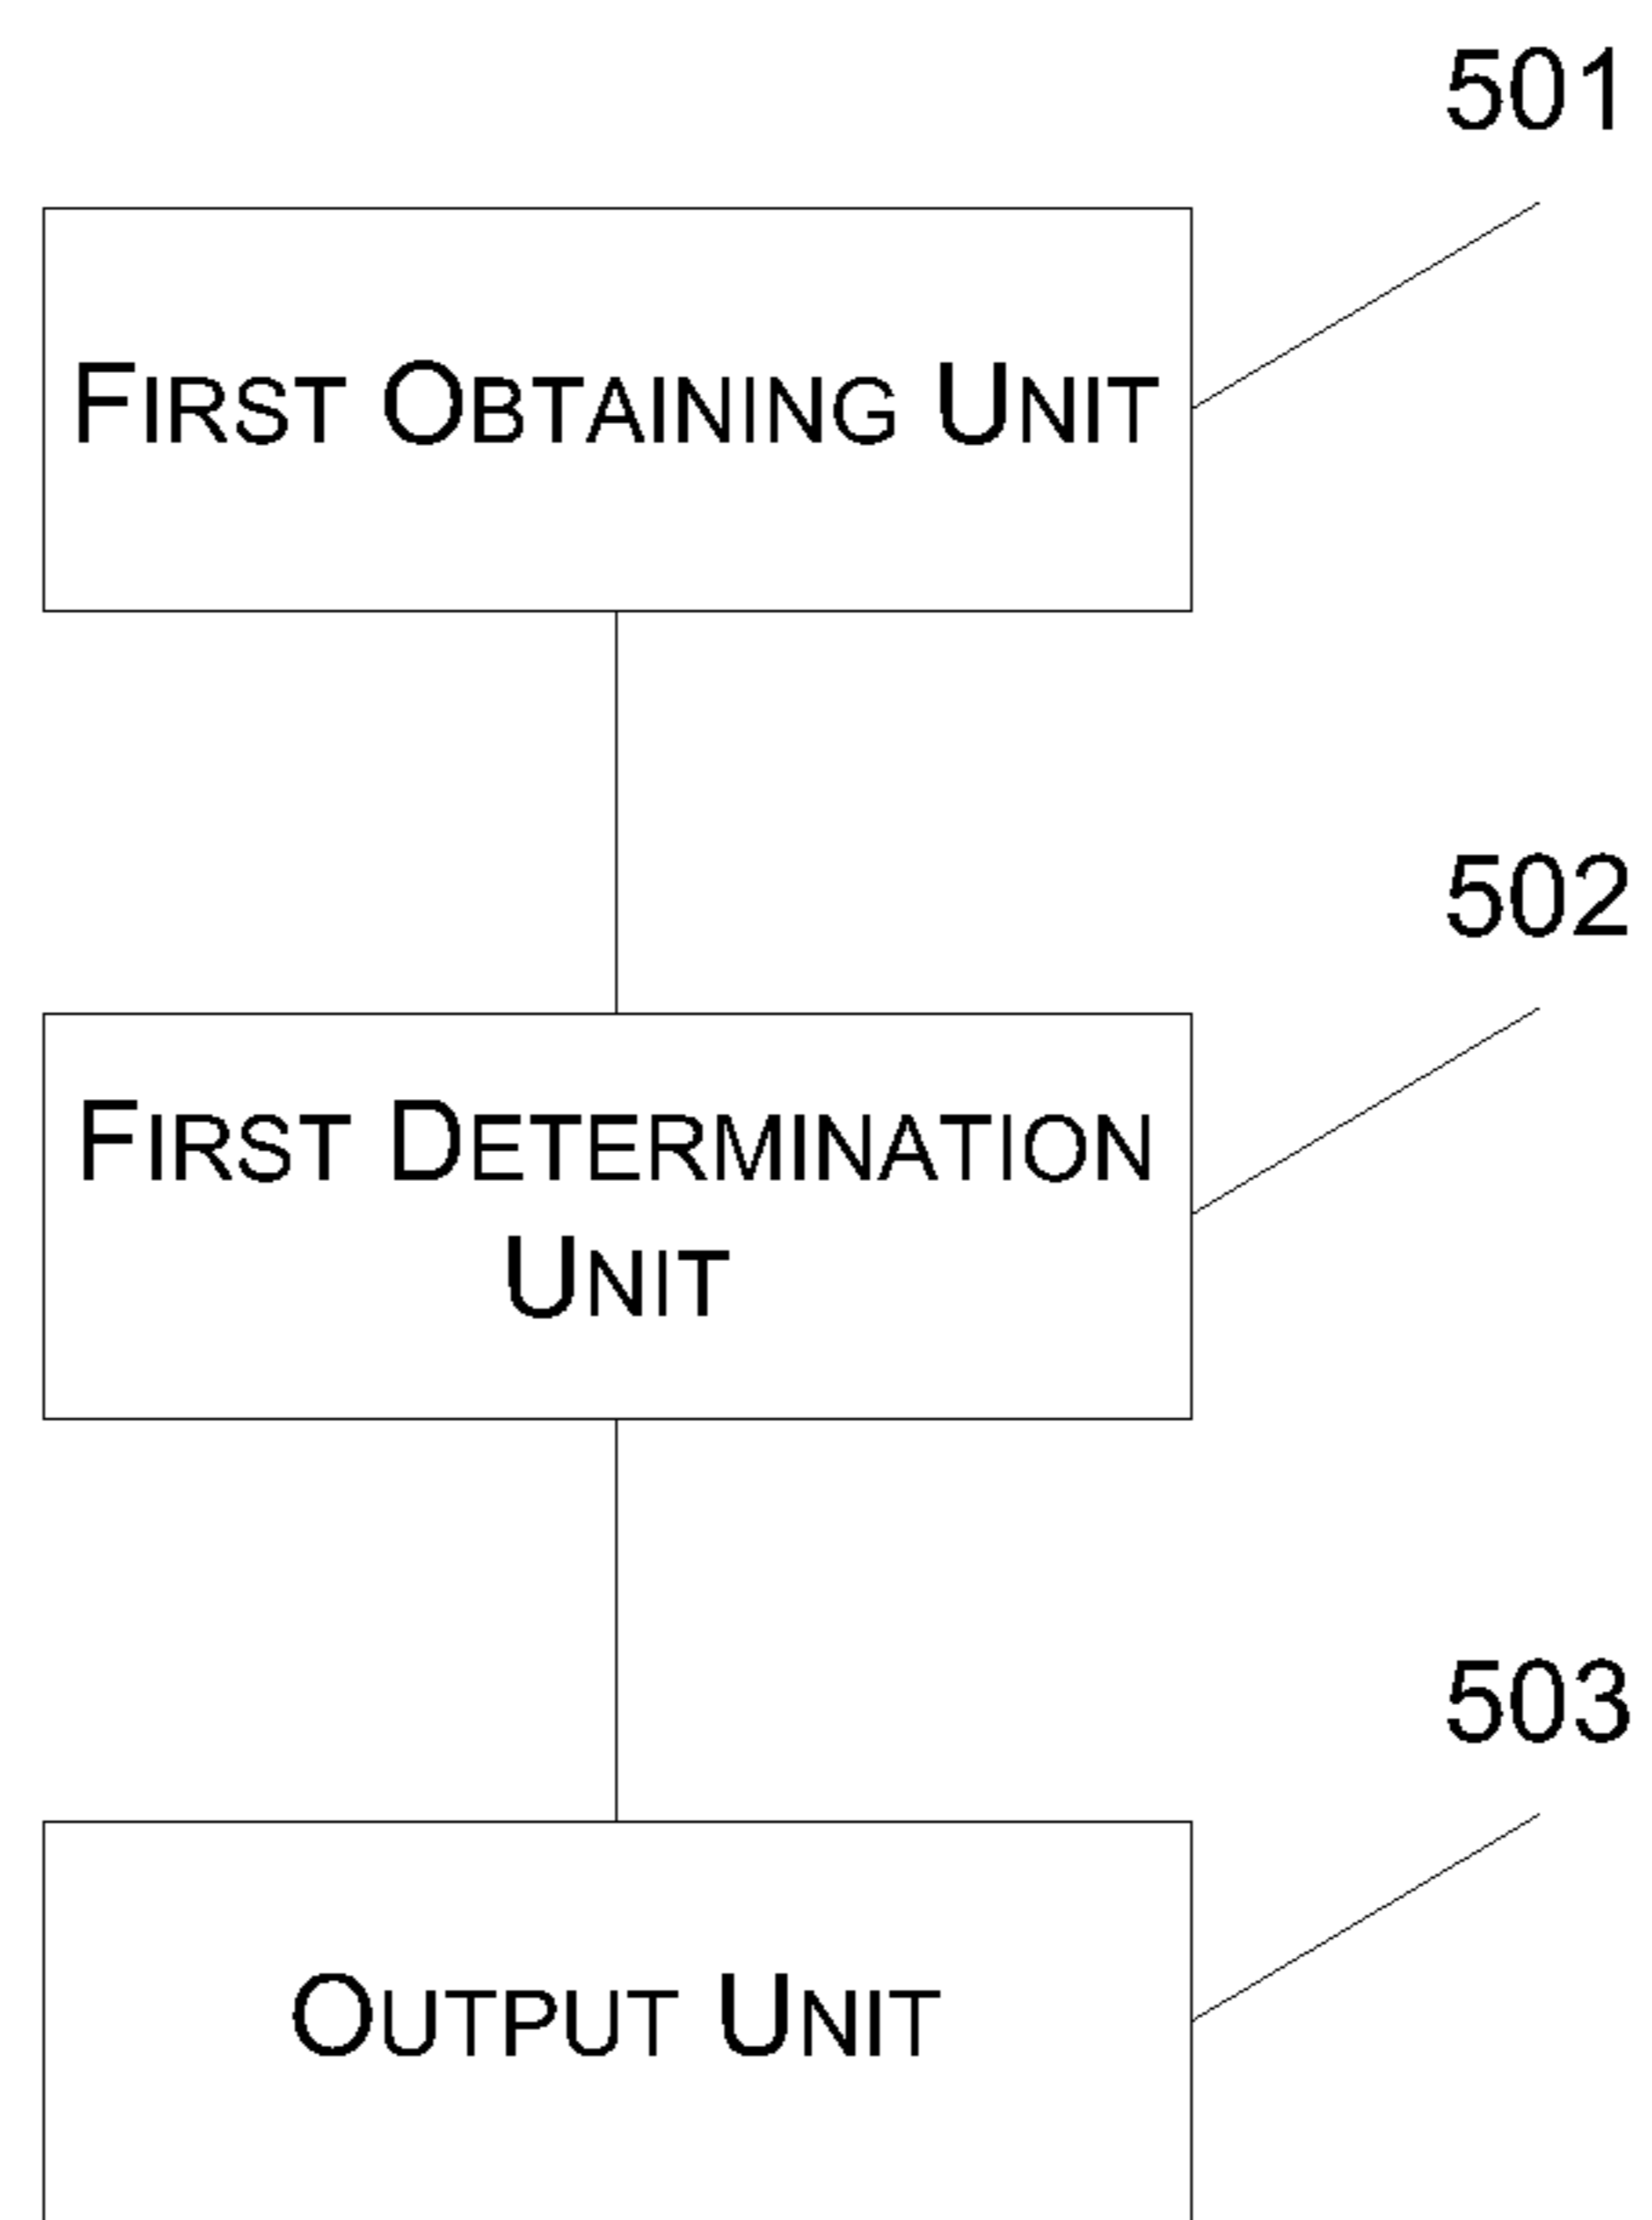 501
FIRST OBTAINING UNIT
502
FIRST DETERMINATION
UNIT
503
OUTPUT UNIT